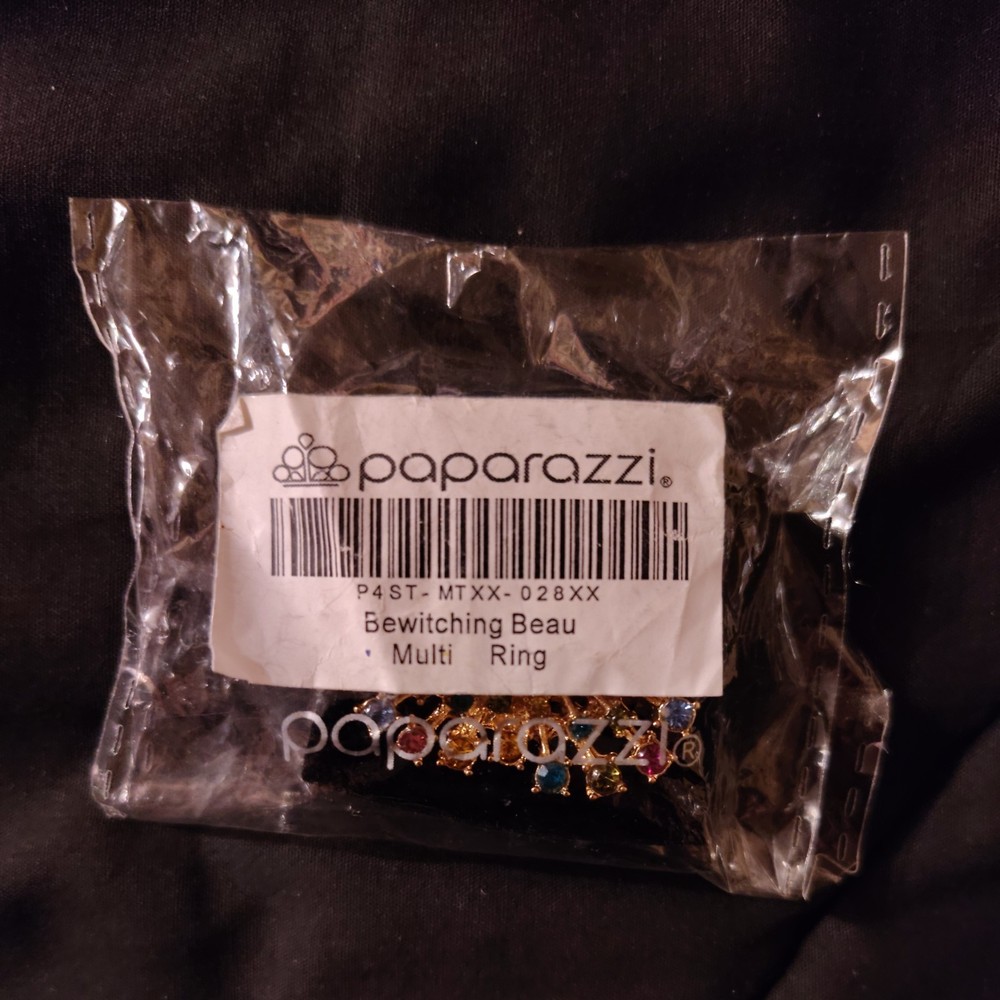 paparazzi®
P4ST-MTXX-028XX
Bewitching Beau
Multi Ring
paparazzi®